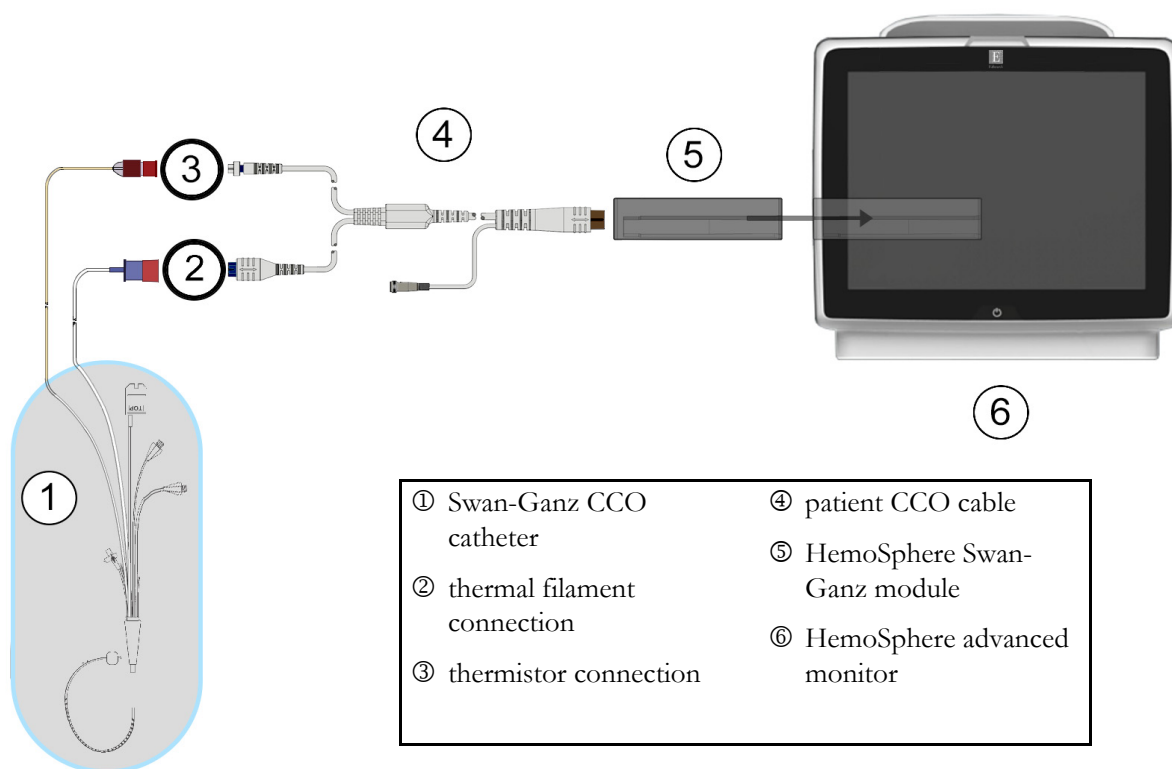 E
4
3
5
2
6
TOP
1
① Swan-Ganz CCO
catheter
② thermal filament
connection
③ thermistor connection
④ patient CCO cable
⑤ HemoSphere Swan-
Ganz module
⑥ HemoSphere advanced
monitor